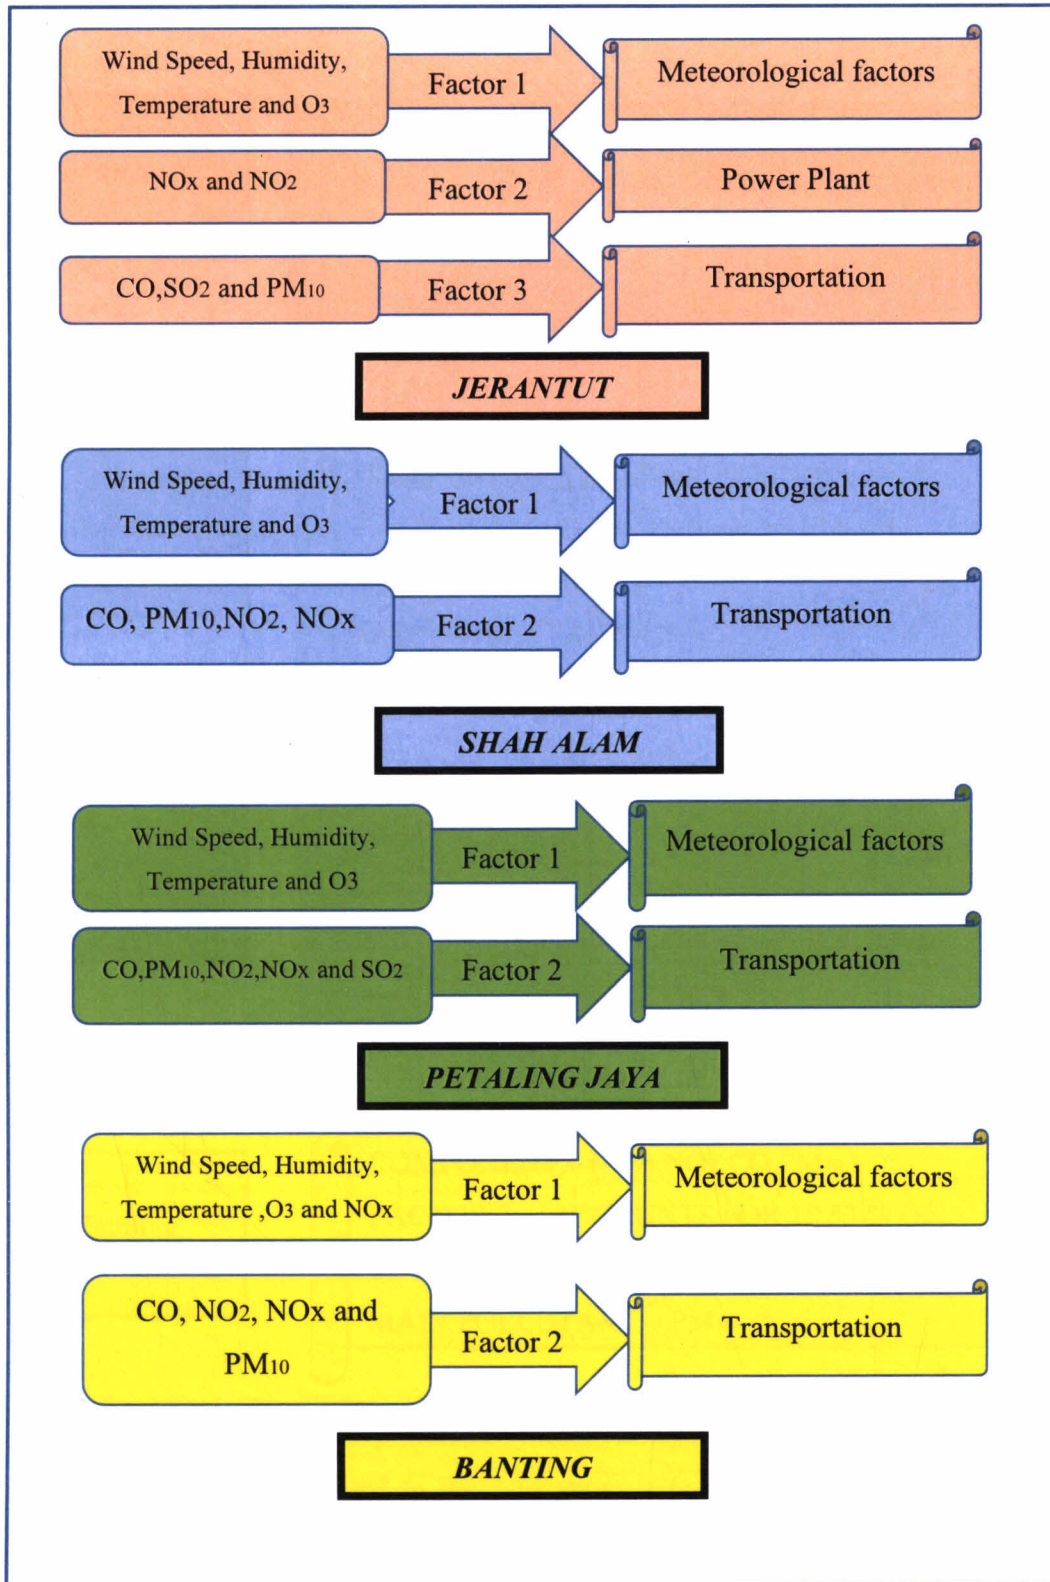 Wind Speed, Humidity,
Temperature and O3
Factor 1
Meteorological factors
NOx and NO2
Factor 2
Power Plant
CO,SO2 and PM10
Factor 3
Transportation
JERANTUT
Wind Speed, Humidity,
Temperature and O3
Factor 1
Meteorological factors
CO, PM10,NO2, NOx
Factor 2
Transportation
SHAH ALAM
Wind Speed, Humidity,
Temperature and O3
Factor 1
Meteorological factors
CO,PM10,NO2,NOx and SO2
Factor 2
Transportation
PETALING JAYA
Wind Speed, Humidity,
Temperature ,O3 and NOx
Factor 1
Meteorological factors
CO, NO2, NOx and
PM10
Factor 2
Transportation
BANTING